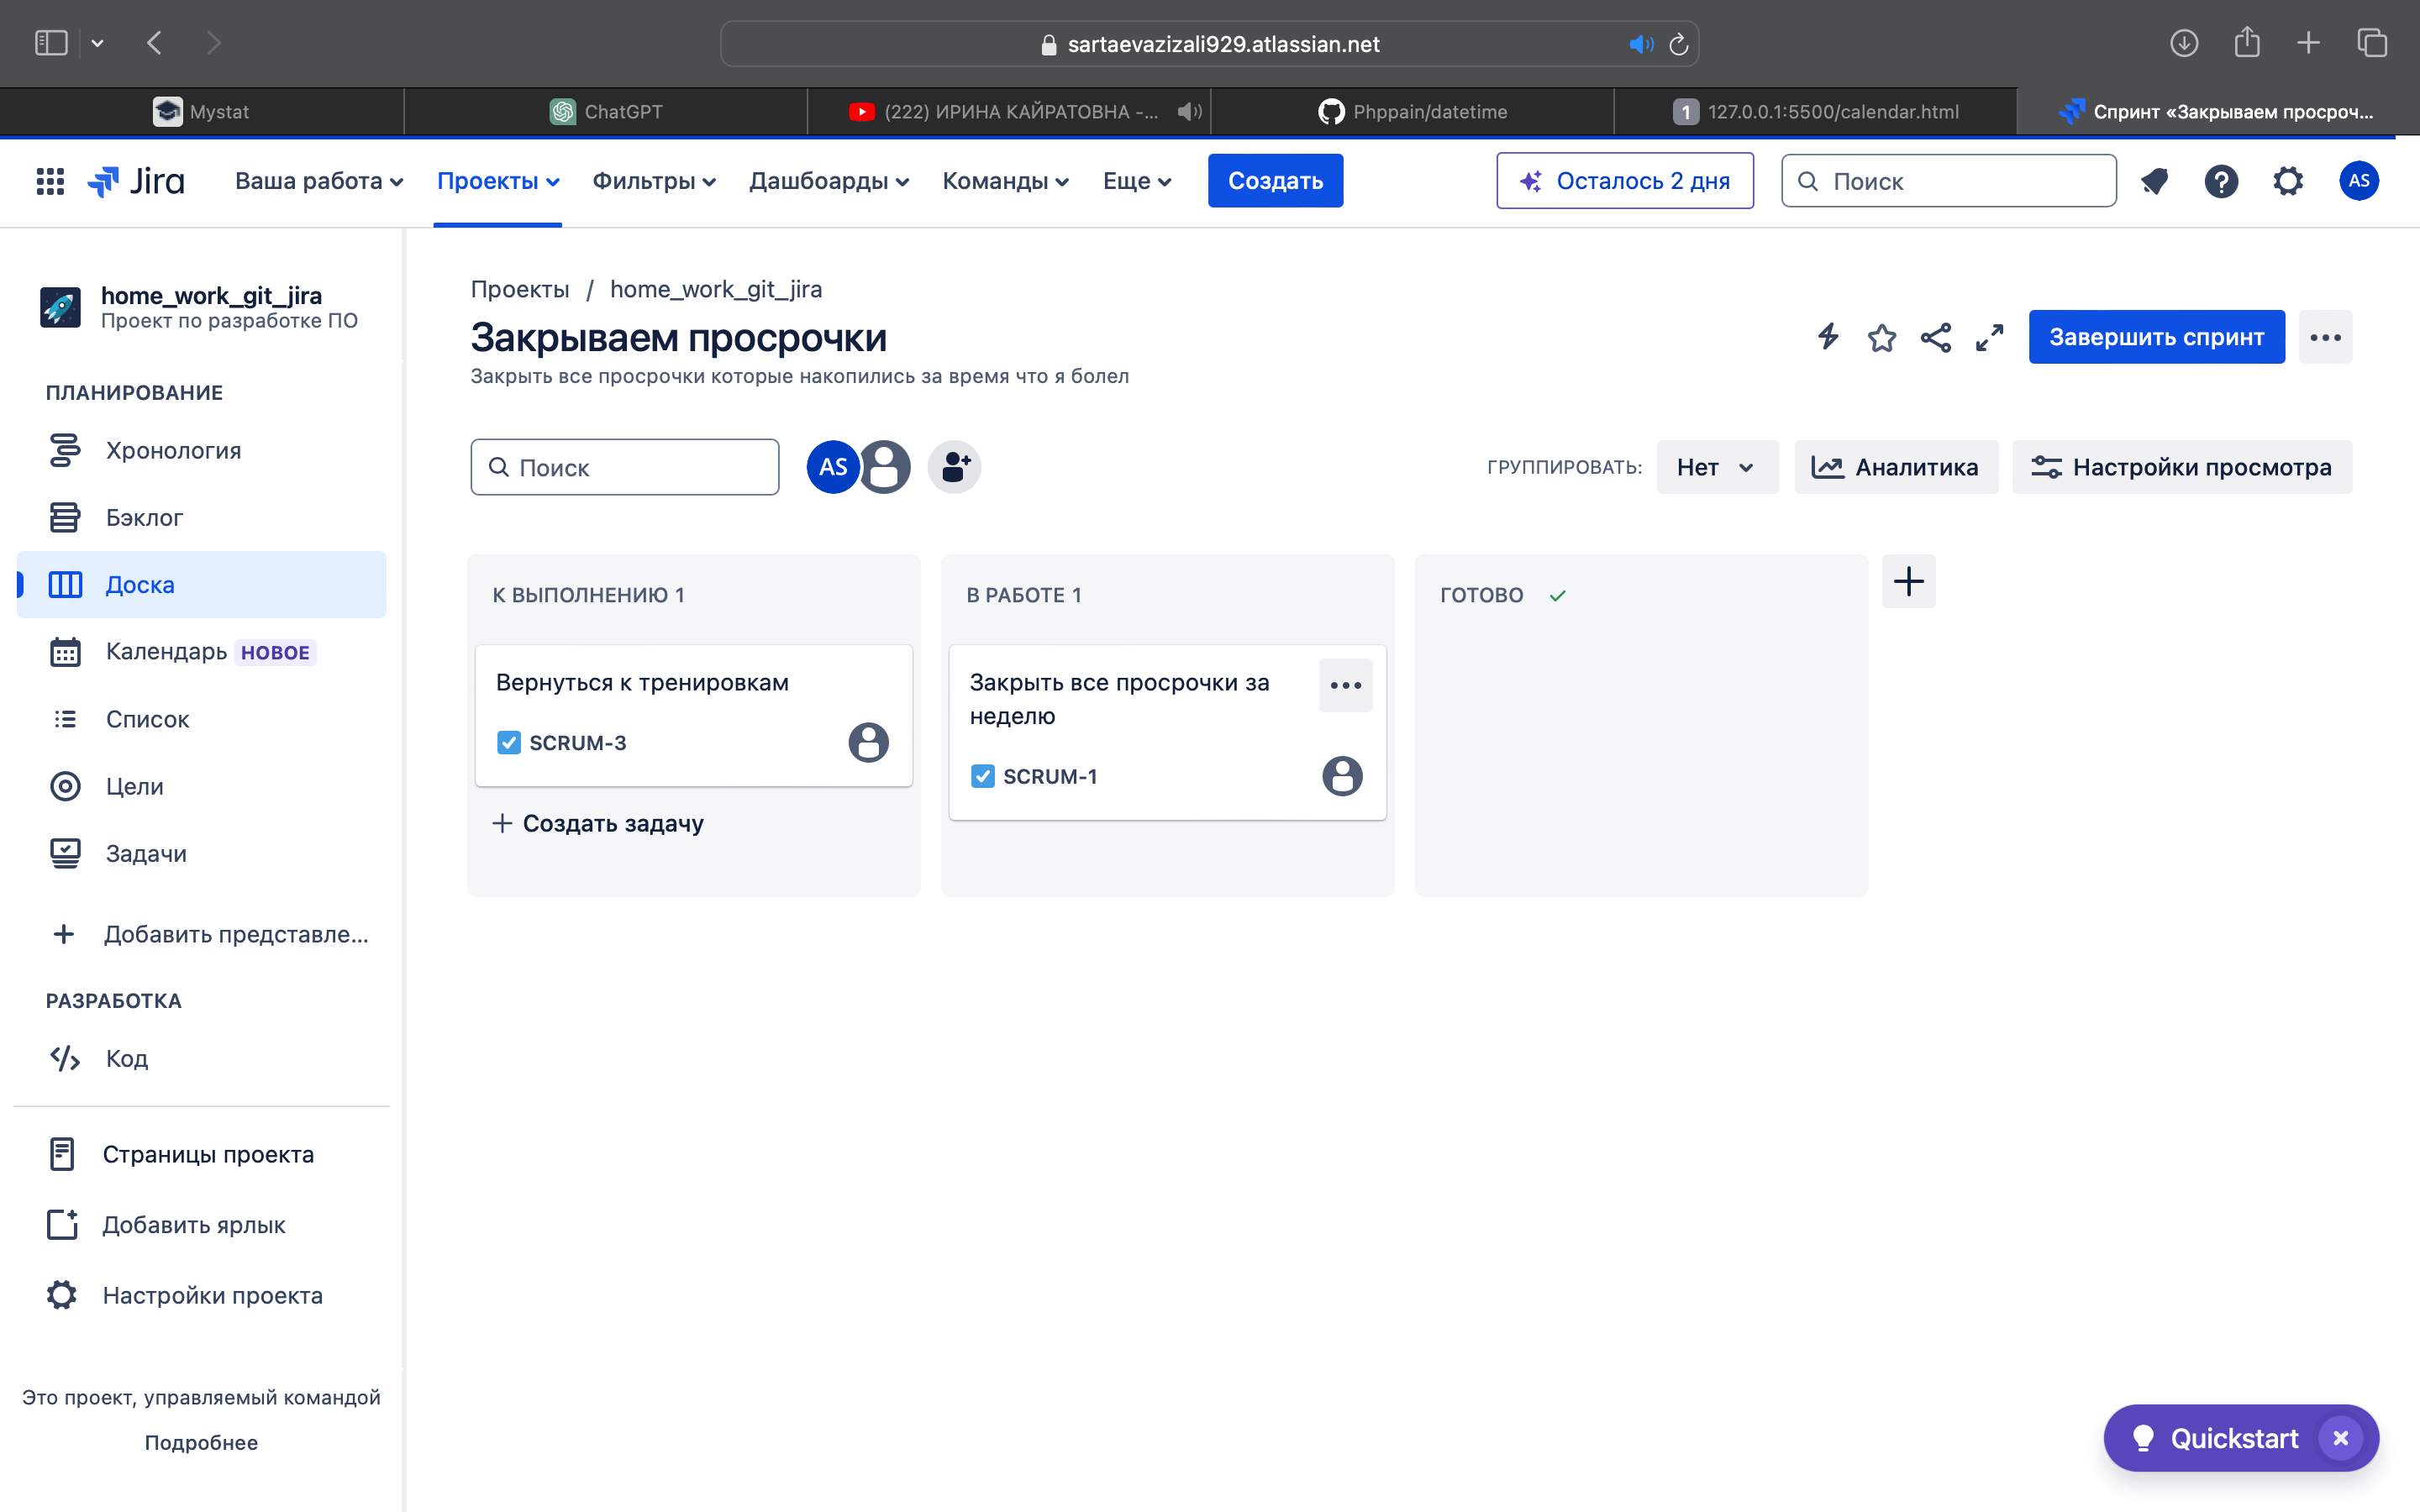 sartaevazizali929.atlassian.net
Mystat
ChatGPT
(222) ИРИНА КАЙРАТОВНА -...
Phppain/datetime
1 127.0.0.1:5500/calendar.html
Спринт «Закрываем просроч...
Jira
Ваша работа
Проекты
Фильтры
Дашборды
Команды
Еще
Создать
Осталось 2 дня
Поиск
AS
home_work_git_jira
Проект по разработке ПО
ПЛАНИРОВАНИЕ
Хронология
Бэклог
Доска
Календарь НОВОЕ
Список
Цели
Задачи
Добавить представле...
РАЗРАБОТКА
Код
Страницы проекта
Добавить ярлык
Настройки проекта
Это проект, управляемый командой
Подробнее
Проекты / home_work_git_jira
Закрываем просрочки
Закрыть все просрочки которые накопились за время что я болел
Завершить спринт
Поиск
AS
ГРУППИРОВАТЬ:
Нет
Аналитика
Настройки просмотра
К ВЫПОЛНЕНИЮ 1
Вернуться к тренировкам
SCRUM-3
Создать задачу
В РАБОТЕ 1
Закрыть все просрочки за
неделю
SCRUM-1
ГОТОВО
Quickstart